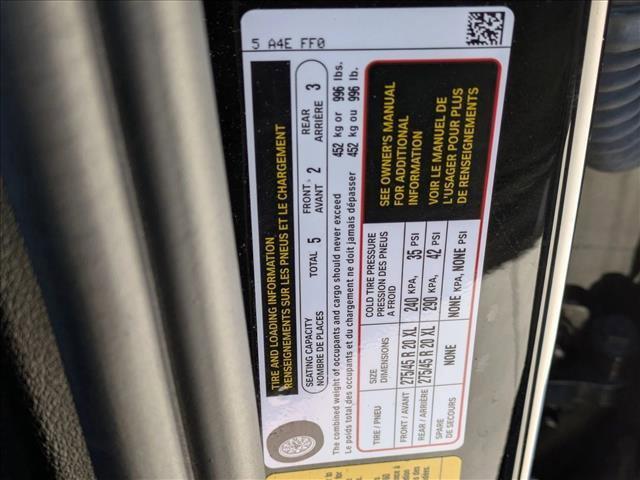 5 A4E FF0
TIRE AND LOADING INFORMATION
RENSEIGNEMENTS SUR LES PNEUS ET LE CHARGEMENT
SEATING CAPACITY
NOMBRE DE PLACES
TOTAL 5
FRONT
AVANT 2
REAR
ARRIÈRE 3
The combined weight of occupants and cargo should never exceed 452 kg or 996 lbs.
Le poids total des occupants et du chargement ne doit jamais dépasser 452 kg ou 996 lb.
TIRE / PNEU
SIZE
DIMENSIONS
COLD TIRE PRESSURE
PRESSION DES PNEUS
A FROID
FRONT / AVANT 275/45 R 20 XL 240 KPA, 35 PSI
REAR / ARRIÈRE 275/45 R 20 XL 290 KPA, 42 PSI
SPARE
DE SECOURS
NONE NONE KPA, NONE PSI
SEE OWNER'S MANUAL
FOR ADDITIONAL
INFORMATION
VOIR LE MANUEL DE
L'USAGER POUR PLUS
DE RENSEIGNEMENTS